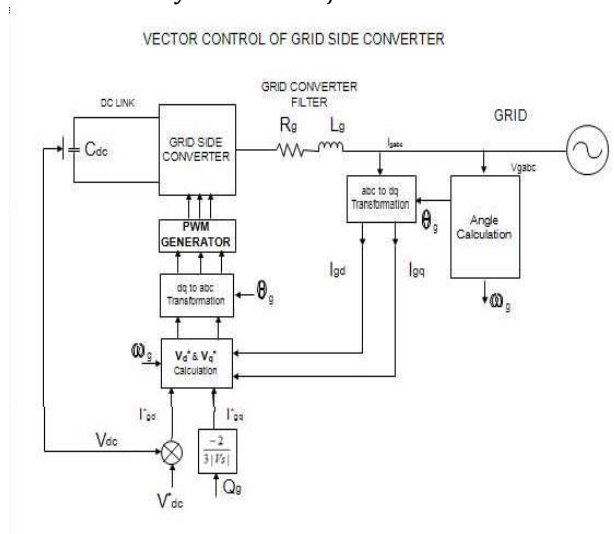 VECTOR CONTROL OF GRID SIDE CONVERTER
GRID CONVERTER
FILTER
DC LINK
GRID
Rg
Lg
Igabc
Cdc
GRID SIDE
CONVERTER
Vgabc
abc to dq
Transformation
θg
Angle
Calculation
PWM
GENERATOR
Igd
Igq
dq to abc
Transformation
θg
ωg
ωg
Vd* & Vq*
Calculation
I*gd
I*gq
Vdc
-2
3|Vs|
V*dc
Qg